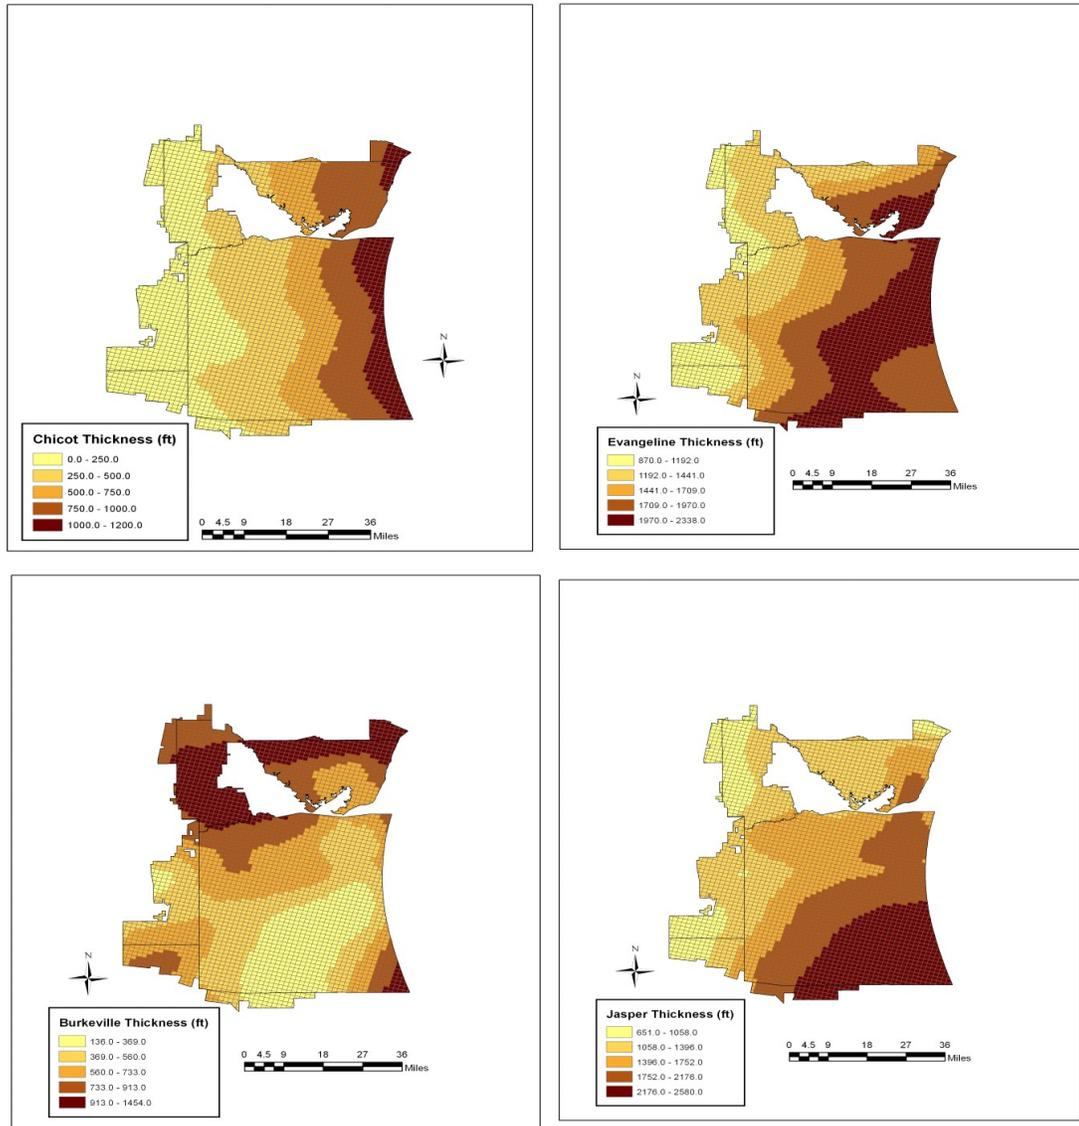 N
Chicot Thickness (ft)
0.0 - 250.0
250.0 - 500.0
500.0 - 750.0
750.0 - 1000.0
1000.0 - 1200.0
0 4.5 9 18 27 36
Miles
N
Evangeline Thickness (ft)
870.0 - 1192.0
1192.0 - 1441.0
1441.0 - 1709.0
1709.0 - 1970.0
1970.0 - 2338.0
0 4.5 9 18 27 36
Miles
N
Burkeville Thickness (ft)
136.0 - 369.0
369.0 - 560.0
560.0 - 733.0
733.0 - 913.0
913.0 - 1454.0
0 4.5 9 18 27 36
Miles
N
Jasper Thickness (ft)
651.0 - 1058.0
1058.0 - 1396.0
1396.0 - 1752.0
1752.0 - 2176.0
2176.0 - 2580.0
0 4.5 9 18 27 36
Miles